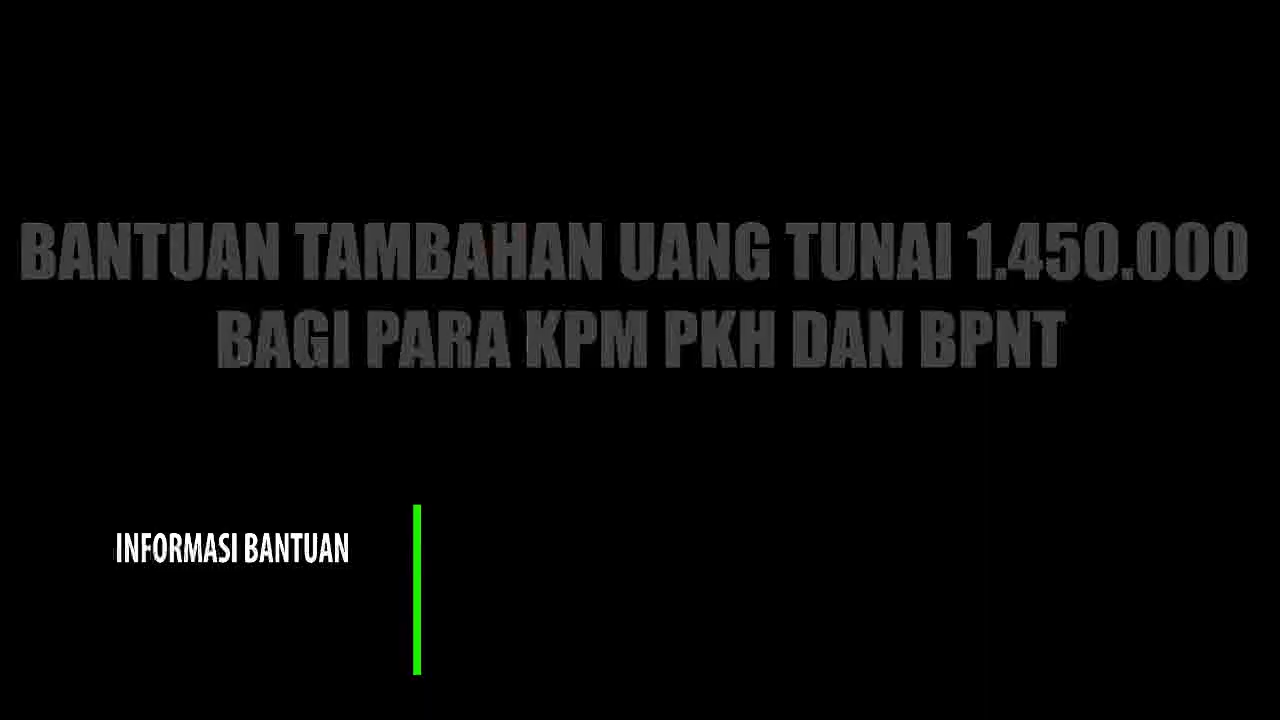 BANTUAN TAMBAHAN UANG TUNAI 1.450.000
BAGI PARA KPM PKH DAN BPNT
INFORMASI BANTUAN